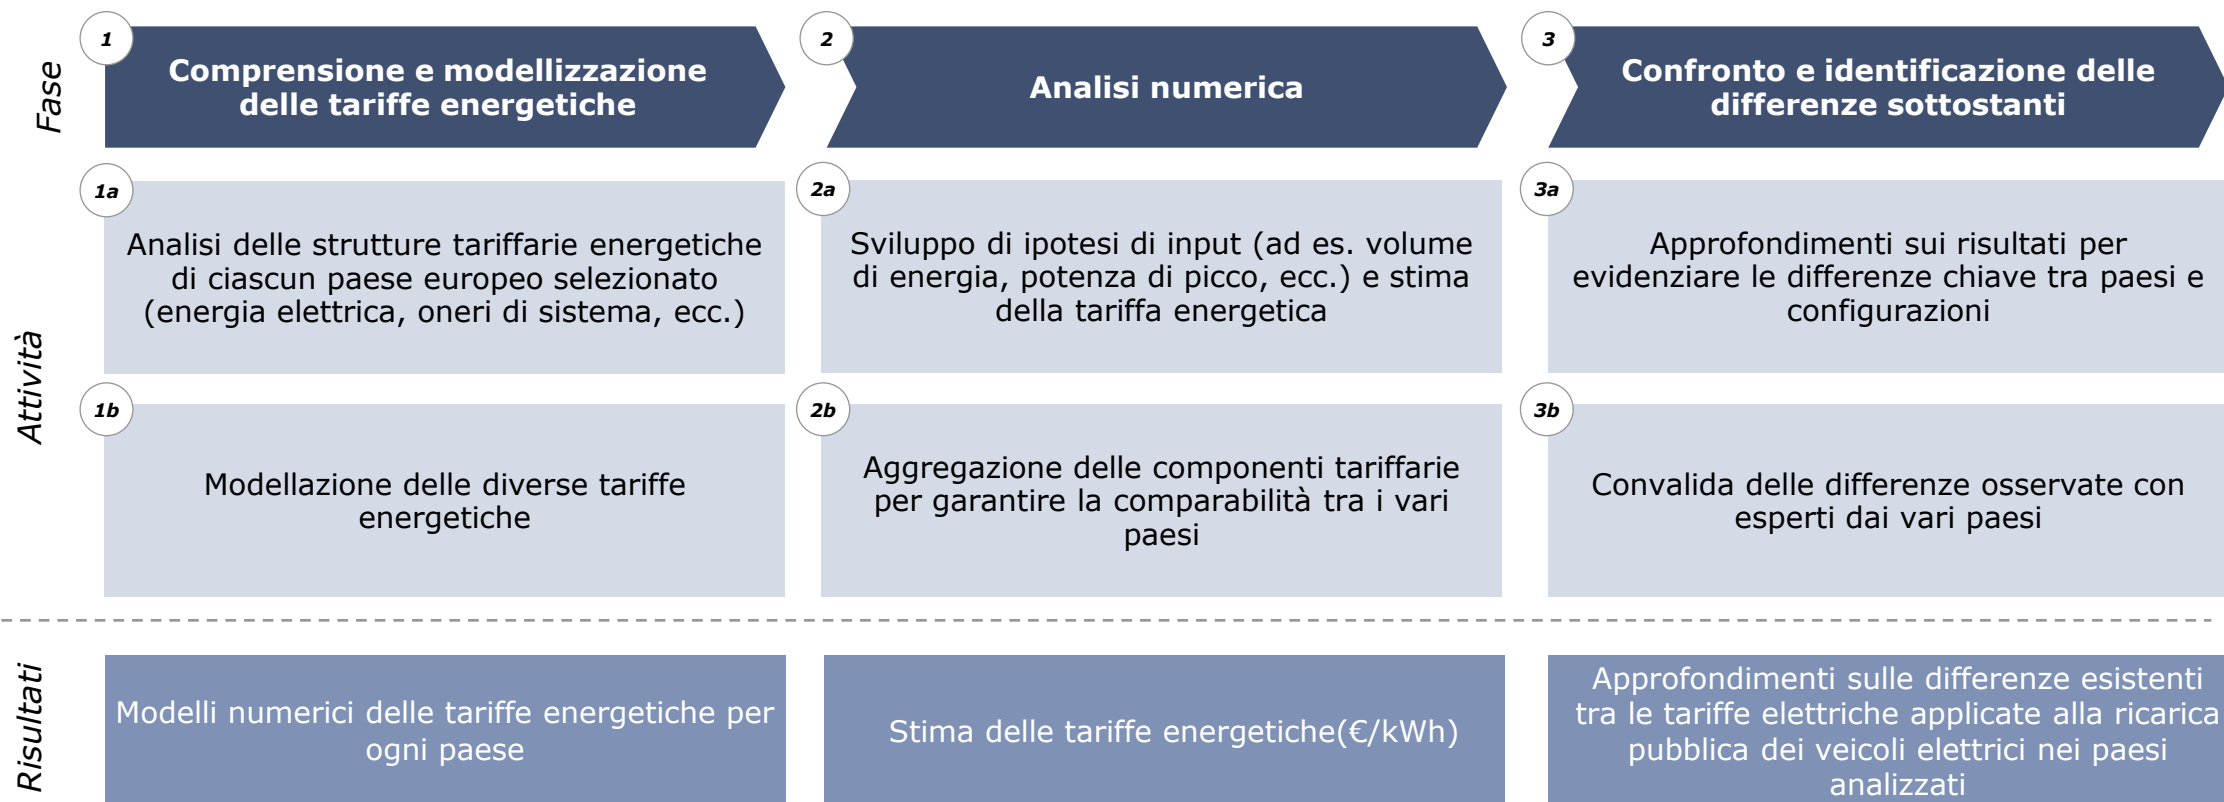 Fase
1
Comprensione e modellizzazione
delle tariffe energetiche
2
Analisi numerica
3
Confronto e identificazione delle
differenze sottostanti
Attività
1a
Analisi delle strutture tariffarie energetiche
di ciascun paese europeo selezionato
(energia elettrica, oneri di sistema, ecc.)
2a
Sviluppo di ipotesi di input (ad es. volume
di energia, potenza di picco, ecc.) e stima
della tariffa energetica
3a
Approfondimenti sui risultati per
evidenziare le differenze chiave tra paesi e
configurazioni
1b
Modellazione delle diverse tariffe
energetiche
2b
Aggregazione delle componenti tariffarie
per garantire la comparabilità tra i vari
paesi
3b
Convalida delle differenze osservate con
esperti dai vari paesi
Risultati
Modelli numerici delle tariffe energetiche per
ogni paese
Stima delle tariffe energetiche(€/kWh)
Approfondimenti sulle differenze esistenti
tra le tariffe elettriche applicate alla ricarica
pubblica dei veicoli elettrici nei paesi
analizzati